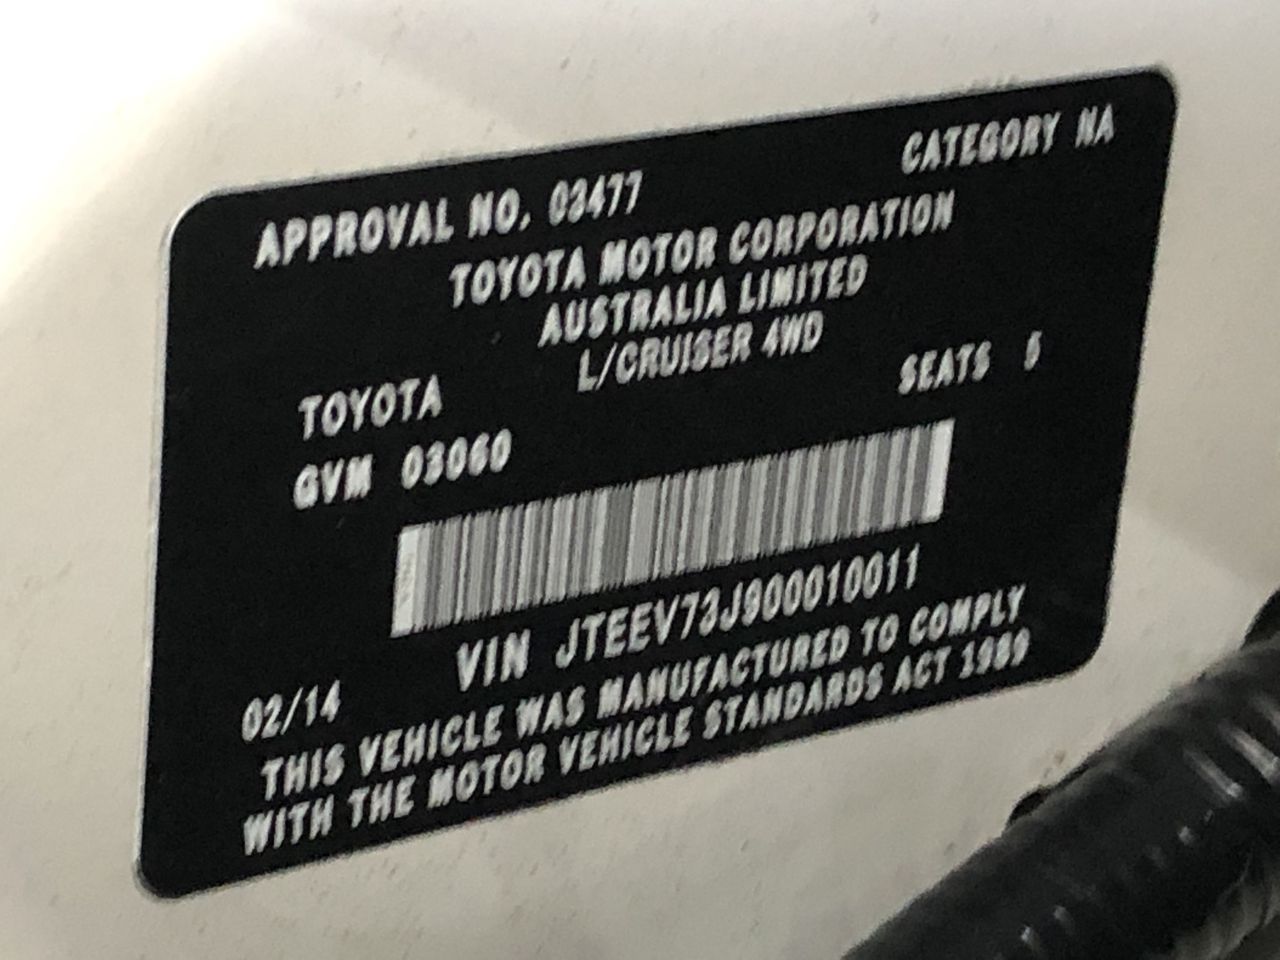 APPROVAL NO. 03477 CATEGORY NA
TOYOTA MOTOR CORPORATION
AUSTRALIA LIMITED
TOYOTA L/CRUISER 4WD
GVM 03060 SEATS 5
VIN JTEEV73J900010011
02/14
THIS VEHICLE WAS MANUFACTURED TO COMPLY
WITH THE MOTOR VEHICLE STANDARDS ACT 1989